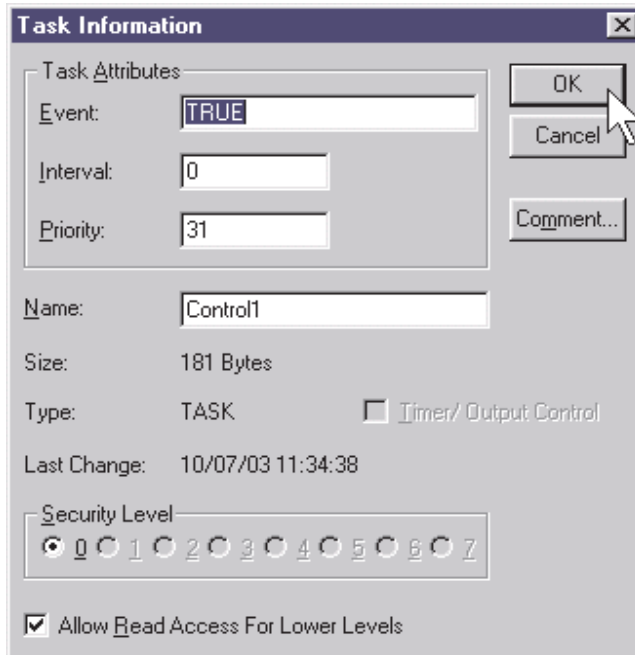 Task Information
Task Attributes
OK
Event: TRUE
Cancel
Interval: 0
Priority: 31
Comment...
Name: Control1
Size: 181 Bytes
Type: TASK Timer/ Output Control
Last Change: 10/07/03 11:34:38
Security Level
0 1 2 3 4 5 6 7
Allow Read Access For Lower Levels